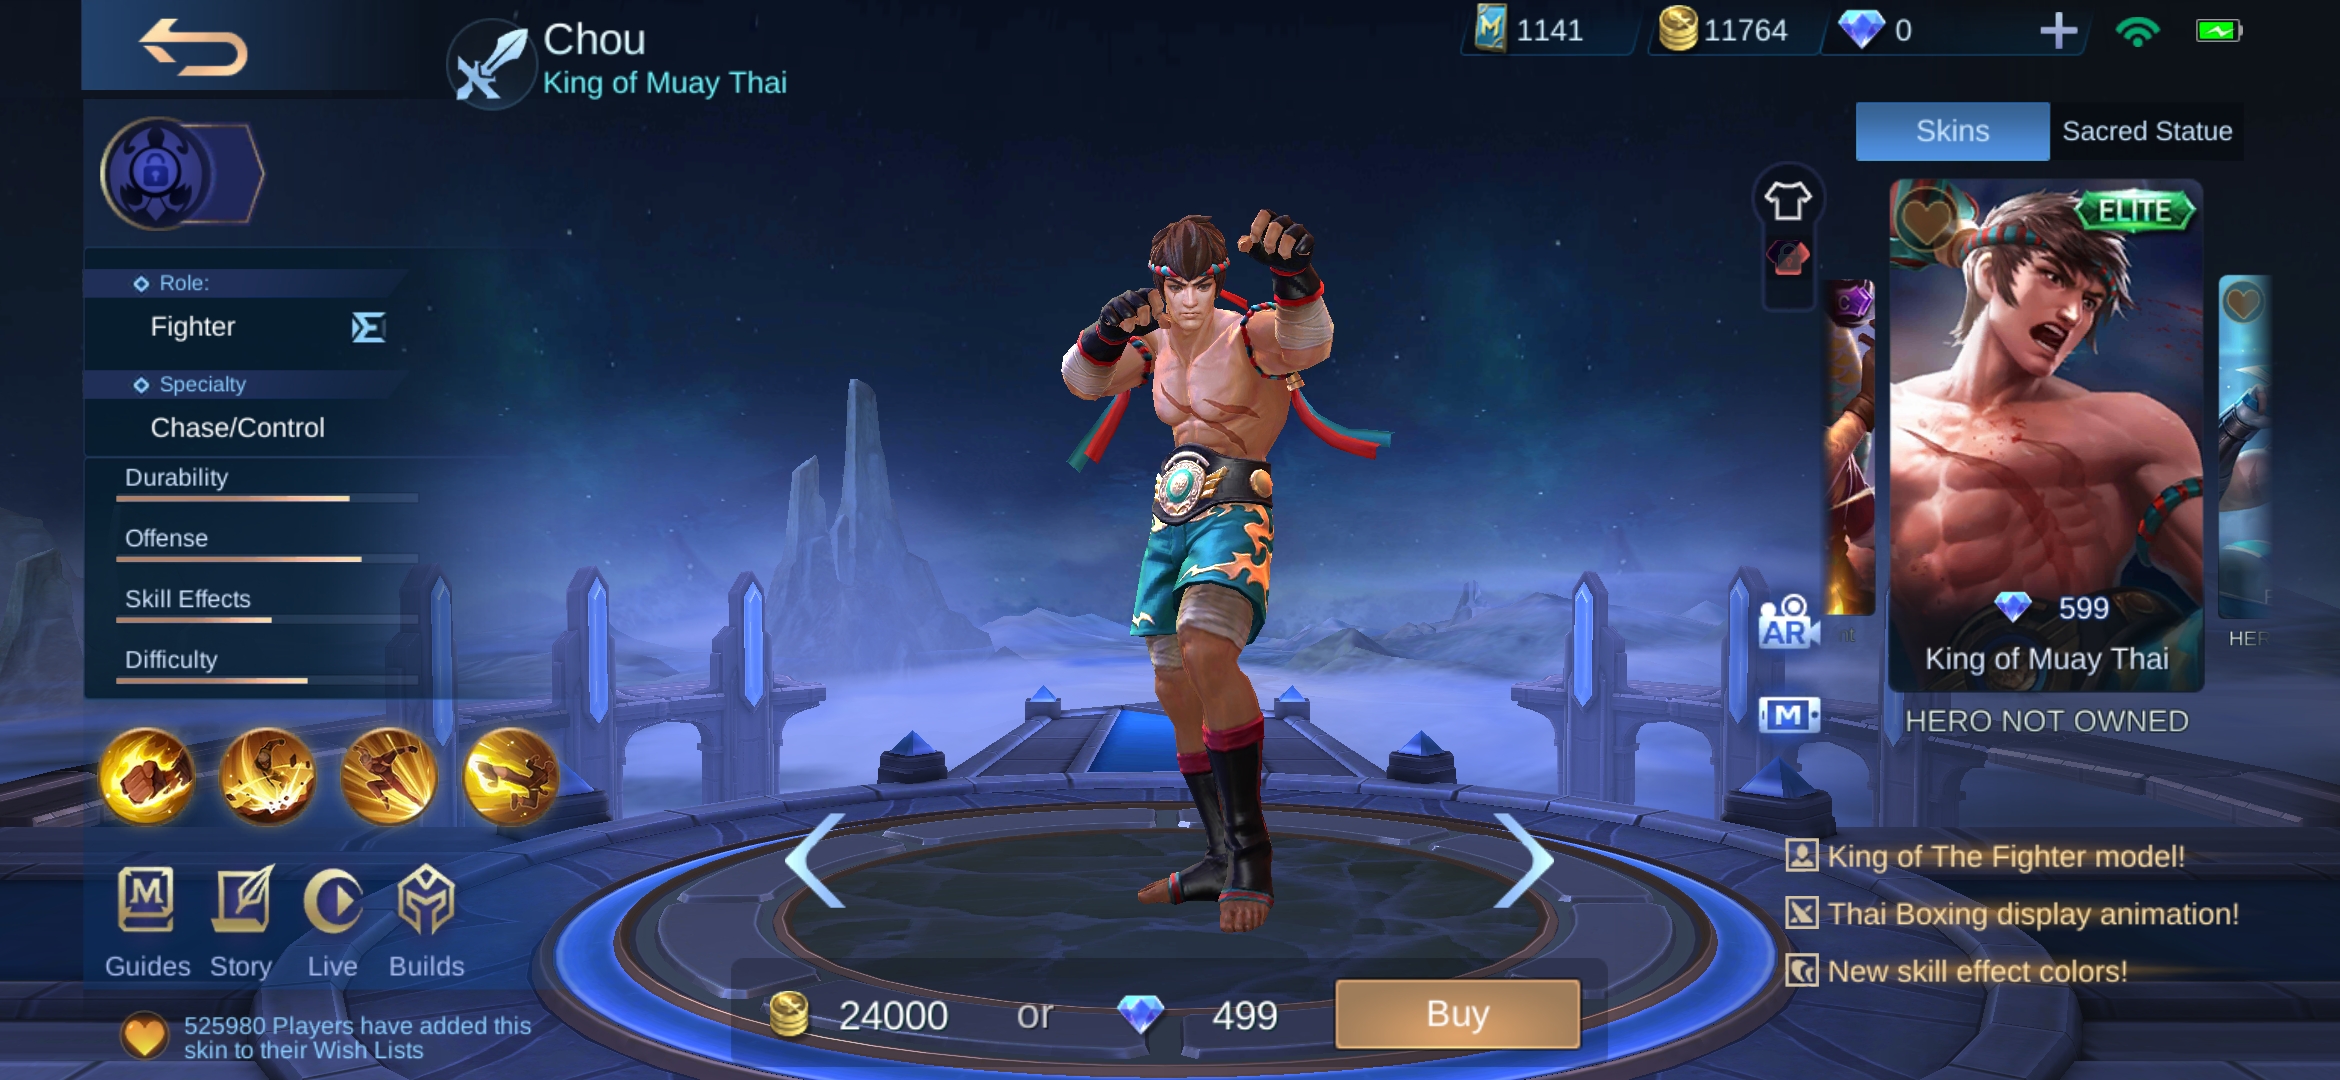 Chou
King of Muay Thai
1141
11764
0
Skins
Sacred Statue
Role:
Fighter
Specialty
Chase/Control
Durability
Offense
Skill Effects
Difficulty
ELITE
C
599
King of Muay Thai
HERO NOT OWNED
HER
AR
M
King of The Fighter model!
Thai Boxing display animation!
New skill effect colors!
Guides
Story
Live
Builds
525980 Players have added this
skin to their Wish Lists
24000 or 499
Buy